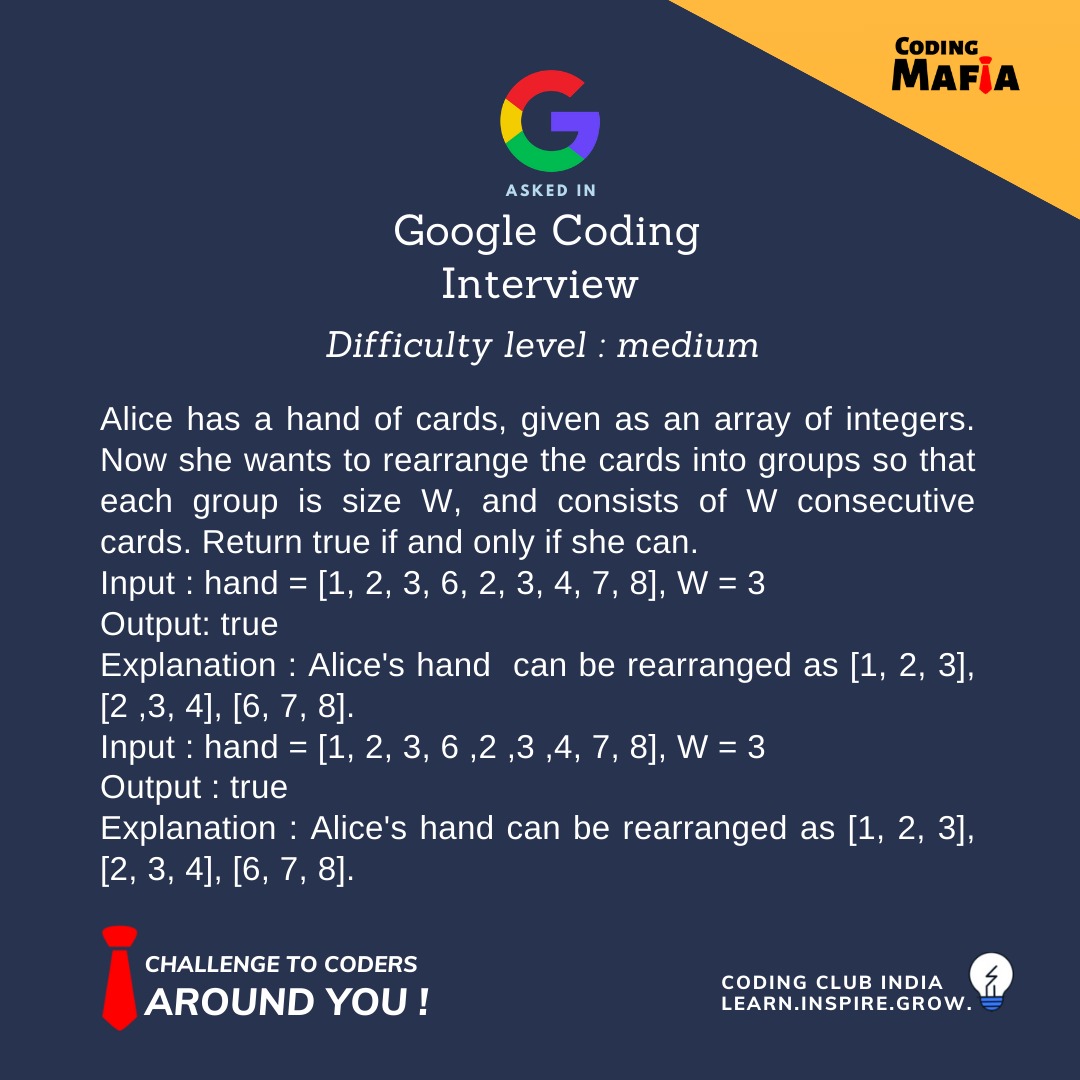 CODING
MAFIA
ASKED IN
Google Coding
Interview
Difficulty level : medium
Alice has a hand of cards, given as an array of integers.
Now she wants to rearrange the cards into groups so that
each group is size W, and consists of W consecutive
cards. Return true if and only if she can.
Input : hand = [1, 2, 3, 6, 2, 3, 4, 7, 8], W = 3
Output: true
Explanation : Alice's hand  can be rearranged as [1, 2, 3],
[2 ,3, 4], [6, 7, 8].
Input : hand = [1, 2, 3, 6 ,2 ,3 ,4, 7, 8], W = 3
Output : true
Explanation : Alice's hand can be rearranged as [1, 2, 3],
[2, 3, 4], [6, 7, 8].
CHALLENGE TO CODERS
AROUND YOU !
CODING CLUB INDIA
LEARN.INSPIRE.GROW.